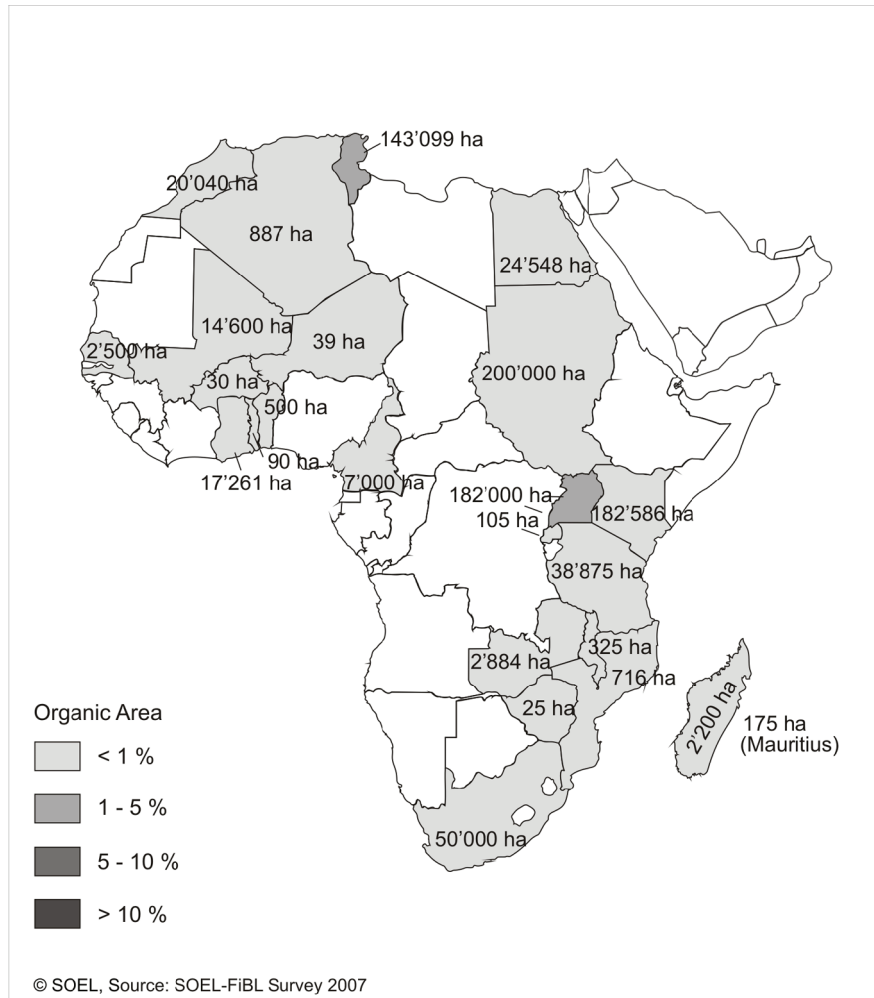 143’099 ha
20’040 ha
887 ha
24’548 ha
14’600 ha
2’500 ha
39 ha
200’000 ha
30 ha
500 ha
90 ha
17’261 ha
7’000 ha
182’000 ha
182’586 ha
105 ha
38’875 ha
325 ha
2’884 ha
716 ha
25 ha
2’200 ha
175 ha
(Mauritius)
50’000 ha
Organic Area
< 1 %
1 - 5 %
5 - 10 %
> 10 %
© SOEL, Source: SOEL-FiBL Survey 2007